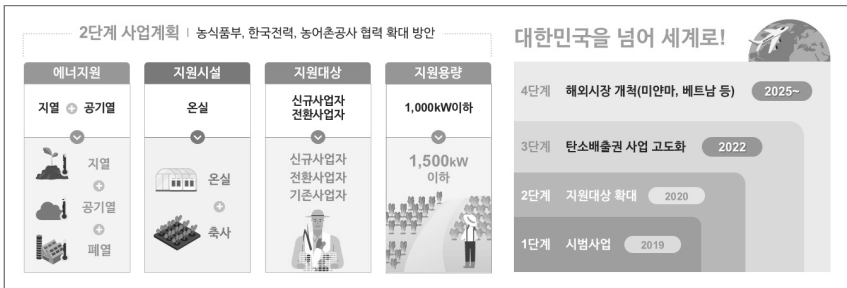 2단계 사업계획 | 농식품부, 한국전력, 농어촌공사 협력 확대 방안
에너지원
지열 + 공기열
지열
+
공기열
+
폐열
지원시설
온실
온실
+
축사
지원대상
신규사업자
전환사업자
신규사업자
전환사업자
기존사업자
지원용량
1,000kW이하
1,500kW
이하
대한민국을 넘어 세계로!
4단계 해외시장 개척(미얀마, 베트남 등) 2025~
3단계 탄소배출권 사업 고도화 2022
2단계 지원대상 확대 2020
1단계 시범사업 2019